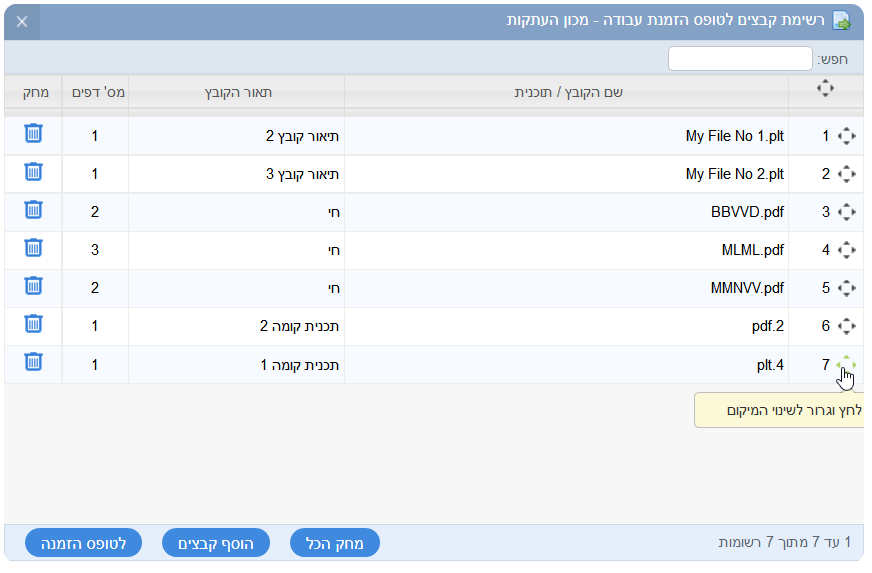 רשימת קבצים לטופס הזמנת עבודה - מכון העתקות
חפש:
שם הקובץ / תוכנית תאור הקובץ מס' דפים מחק
1 My File No 1.plt תיאור קובץ 2 1
2 My File No 2.plt תיאור קובץ 3 1
3 BBVVD.pdf חי 2
4 MLML.pdf חי 3
5 MMNVV.pdf חי 2
6 pdf.2 תכנית קומה 2 1
7 plt.4 תכנית קומה 1 1
לחץ וגרור לשינוי המיקום
1 עד 7 מתוך 7 רשומות מחק הכל הוסף קבצים לטופס הזמנה